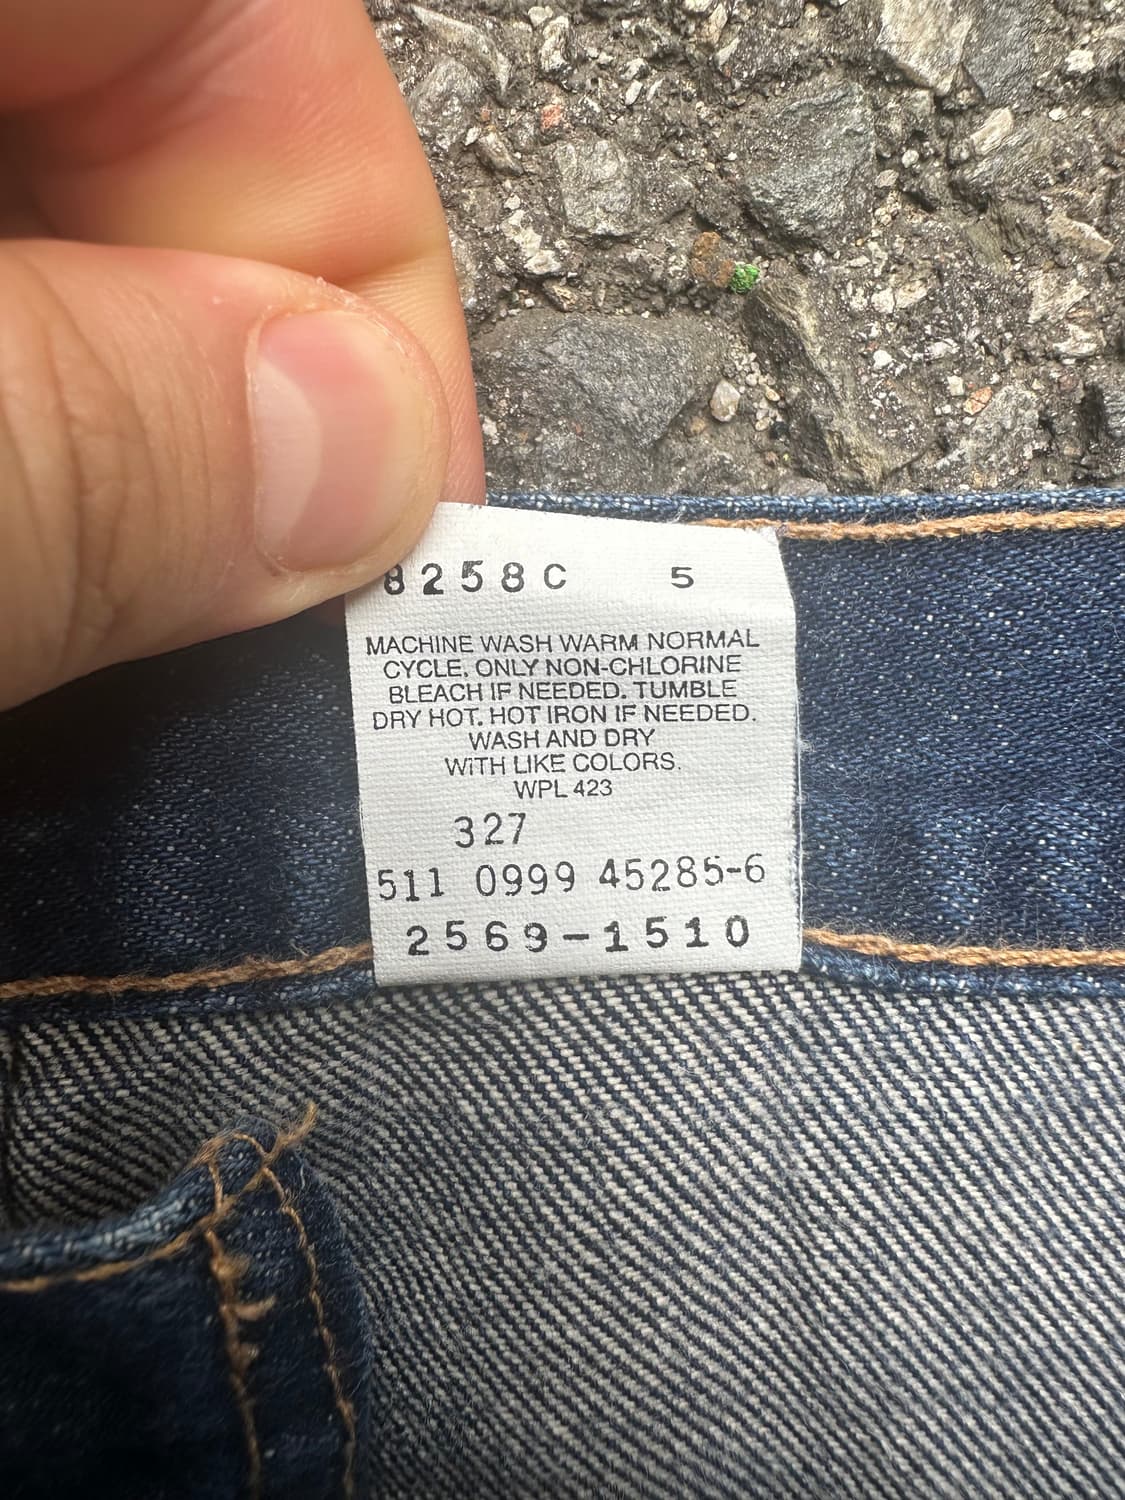 8258C 5
MACHINE WASH WARM NORMAL
CYCLE. ONLY NON-CHLORINE
BLEACH IF NEEDED. TUMBLE
DRY HOT. HOT IRON IF NEEDED.
WASH AND DRY
WITH LIKE COLORS.
WPL 423
327
511 0999 45285-6
2569-1510